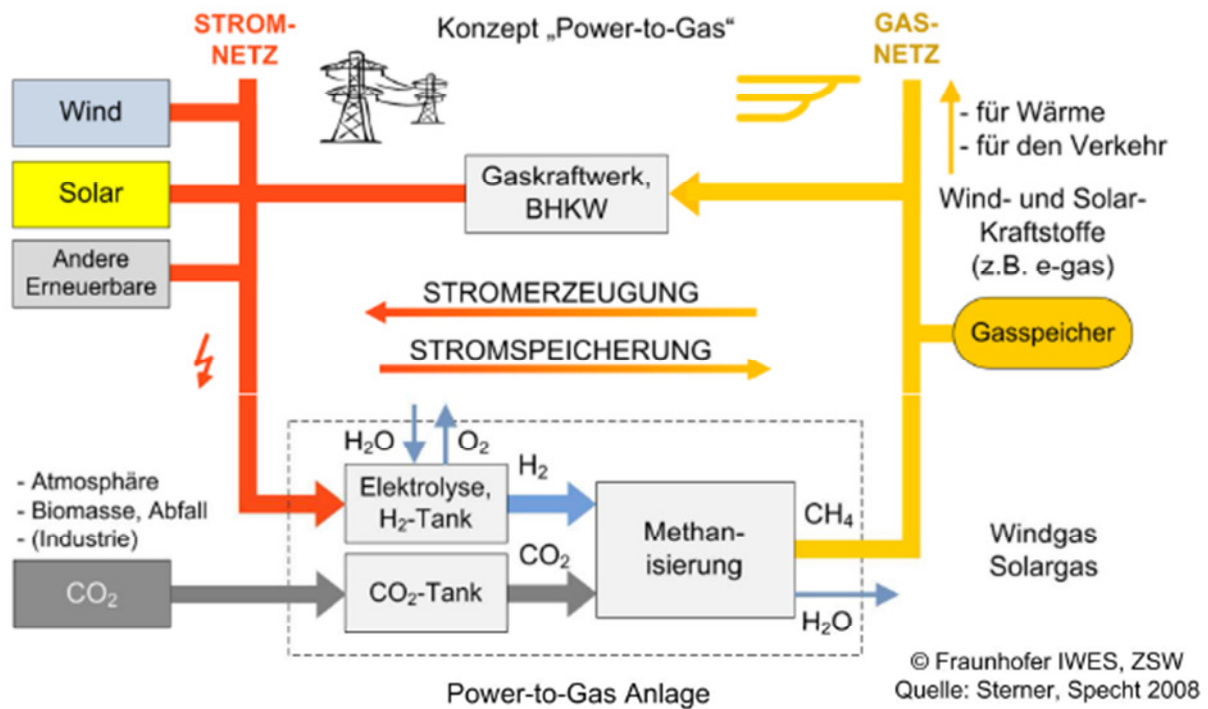 STROM-
NETZ
Konzept „Power-to-Gas“
GAS-
NETZ
Wind
Solar
Andere
Erneuerbare
Gaskraftwerk,
BHKW
- für Wärme
- für den Verkehr
Wind- und Solar-
Kraftstoffe
(z.B. e-gas)
STROMERZEUGUNG
STROMSPEICHERUNG
Gasspeicher
H₂O
O₂
- Atmosphäre
- Biomasse, Abfall
- (Industrie)
CO₂
Elektrolyse,
H₂-Tank
H₂
CO₂-Tank
CO₂
Methan-
isierung
CH₄
H₂O
Windgas
Solargas
Power-to-Gas Anlage
© Fraunhofer IWES, ZSW
Quelle: Sterner, Specht 2008